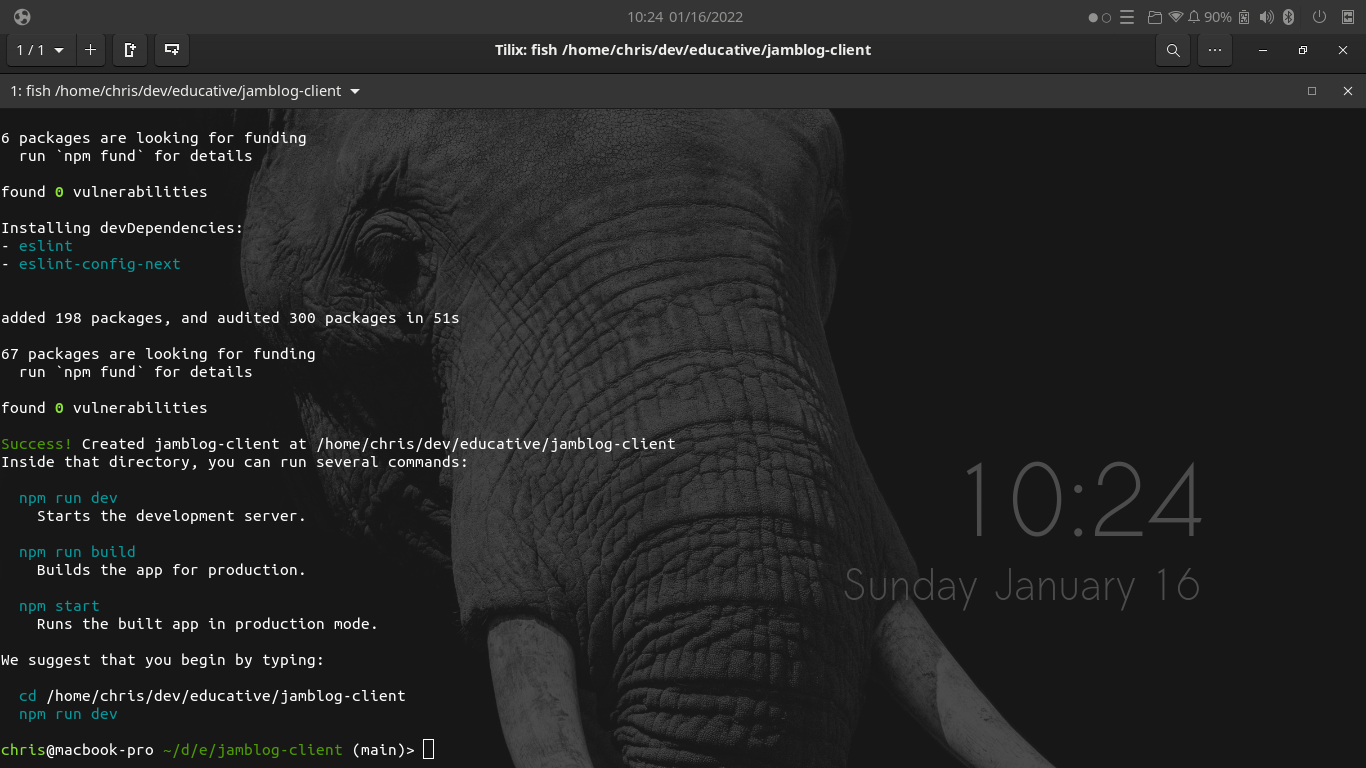 10:24 01/16/2022
90%
1 / 1
Tilix: fish /home/chris/dev/educative/jamblog-client
1: fish /home/chris/dev/educative/jamblog-client
6 packages are looking for funding
  run `npm fund` for details
found 0 vulnerabilities
Installing devDependencies:
- eslint
- eslint-config-next
added 198 packages, and audited 300 packages in 51s
67 packages are looking for funding
  run `npm fund` for details
found 0 vulnerabilities
Success! Created jamblog-client at /home/chris/dev/educative/jamblog-client
Inside that directory, you can run several commands:
  npm run dev
    Starts the development server.
  npm run build
    Builds the app for production.
  npm start
    Runs the built app in production mode.
We suggest that you begin by typing:
  cd /home/chris/dev/educative/jamblog-client
  npm run dev
chris@macbook-pro ~/d/e/jamblog-client (main)>
10:24
Sunday January 16